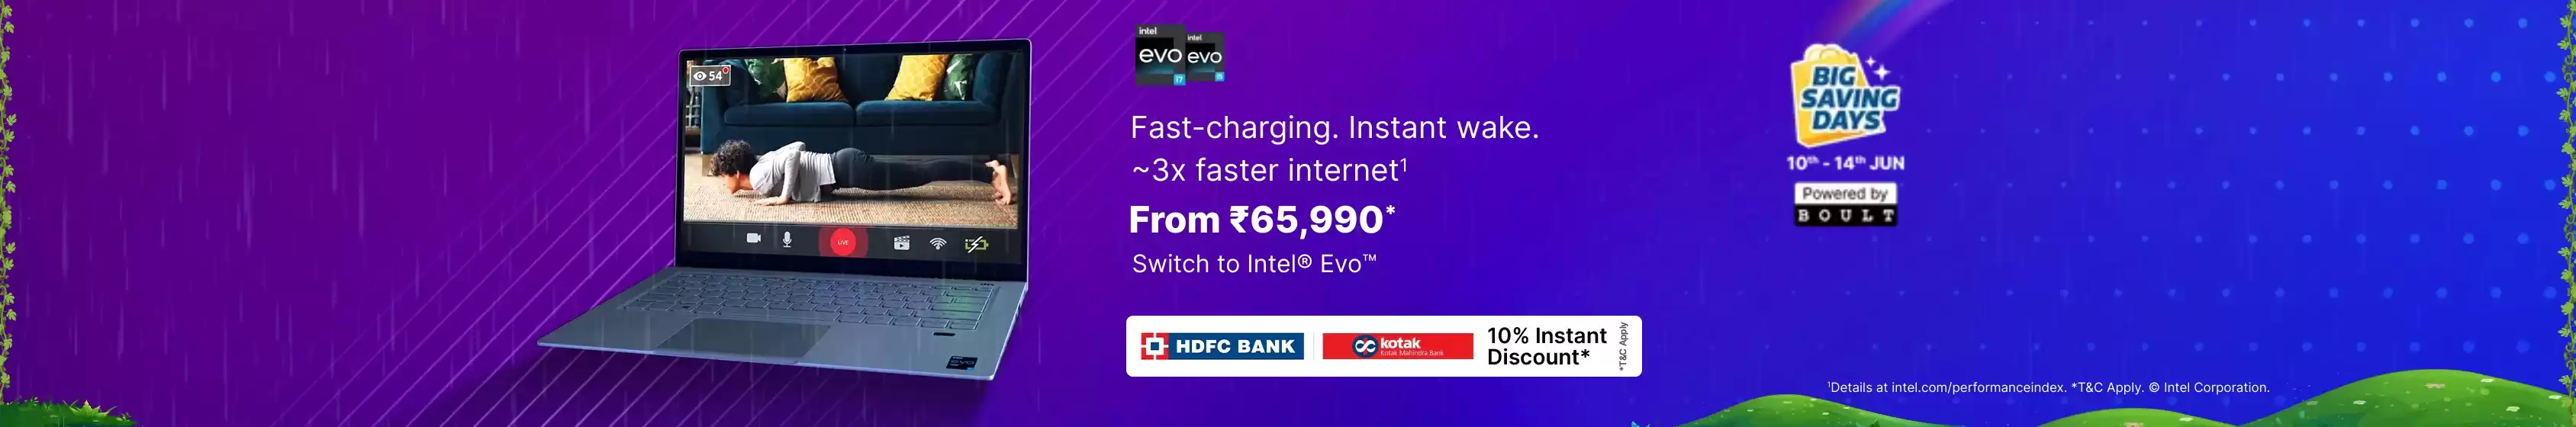 intel
evo
i7
intel
evo
i5
54
LIVE
Fast-charging. Instant wake.
~3x faster internet¹
From ₹65,990*
Switch to Intel® Evo™
HDFC BANK
kotak
Kotak Mahindra Bank
10% Instant
Discount*
*T&C Apply
BIG
SAVING
DAYS
10th - 14th JUN
Powered by
BOULT
¹Details at intel.com/performanceindex. *T&C Apply. © Intel Corporation.